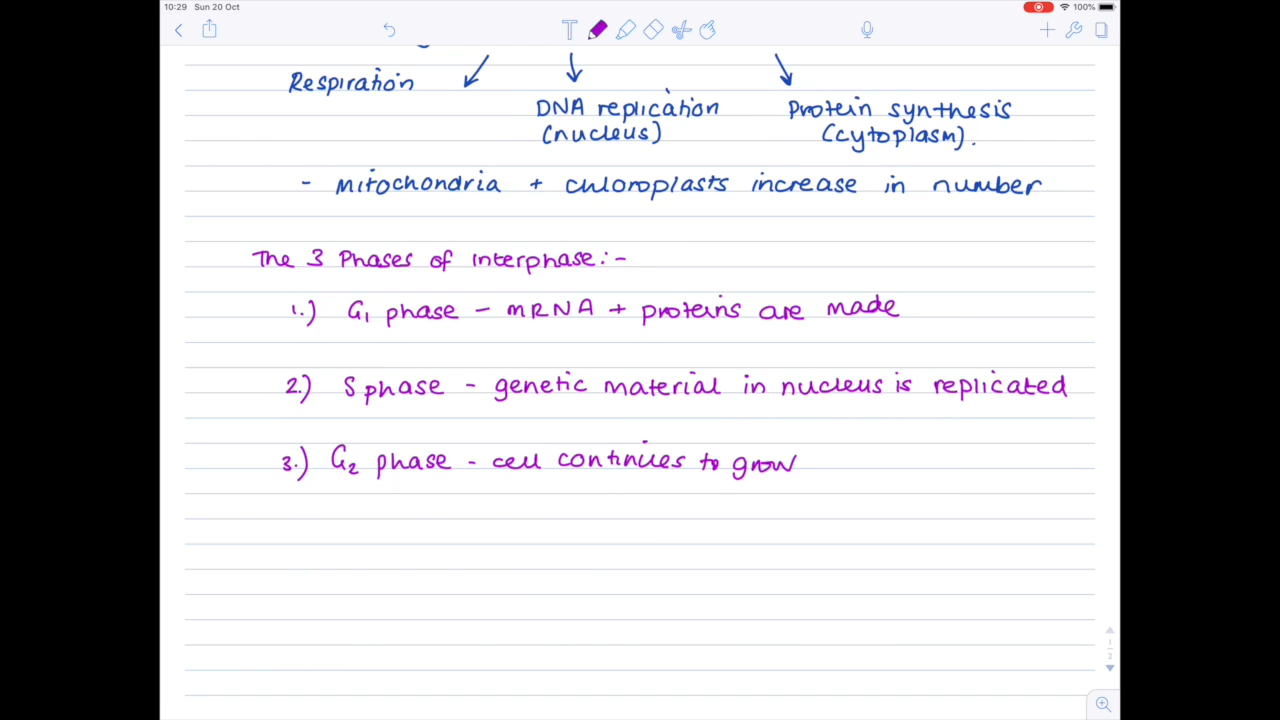 10:29 Sun 20 Oct
100%
T
Respiration
DNA replication
(nucleus)
Protein synthesis
(cytoplasm).
- mitochondria + chloroplasts increase in number
The 3 Phases of interphase:-
1.) G₁ phase - mRNA + proteins are made
2.) S phase - genetic material in nucleus is replicated
3.) G₂ phase - cell continues to grow
1
2